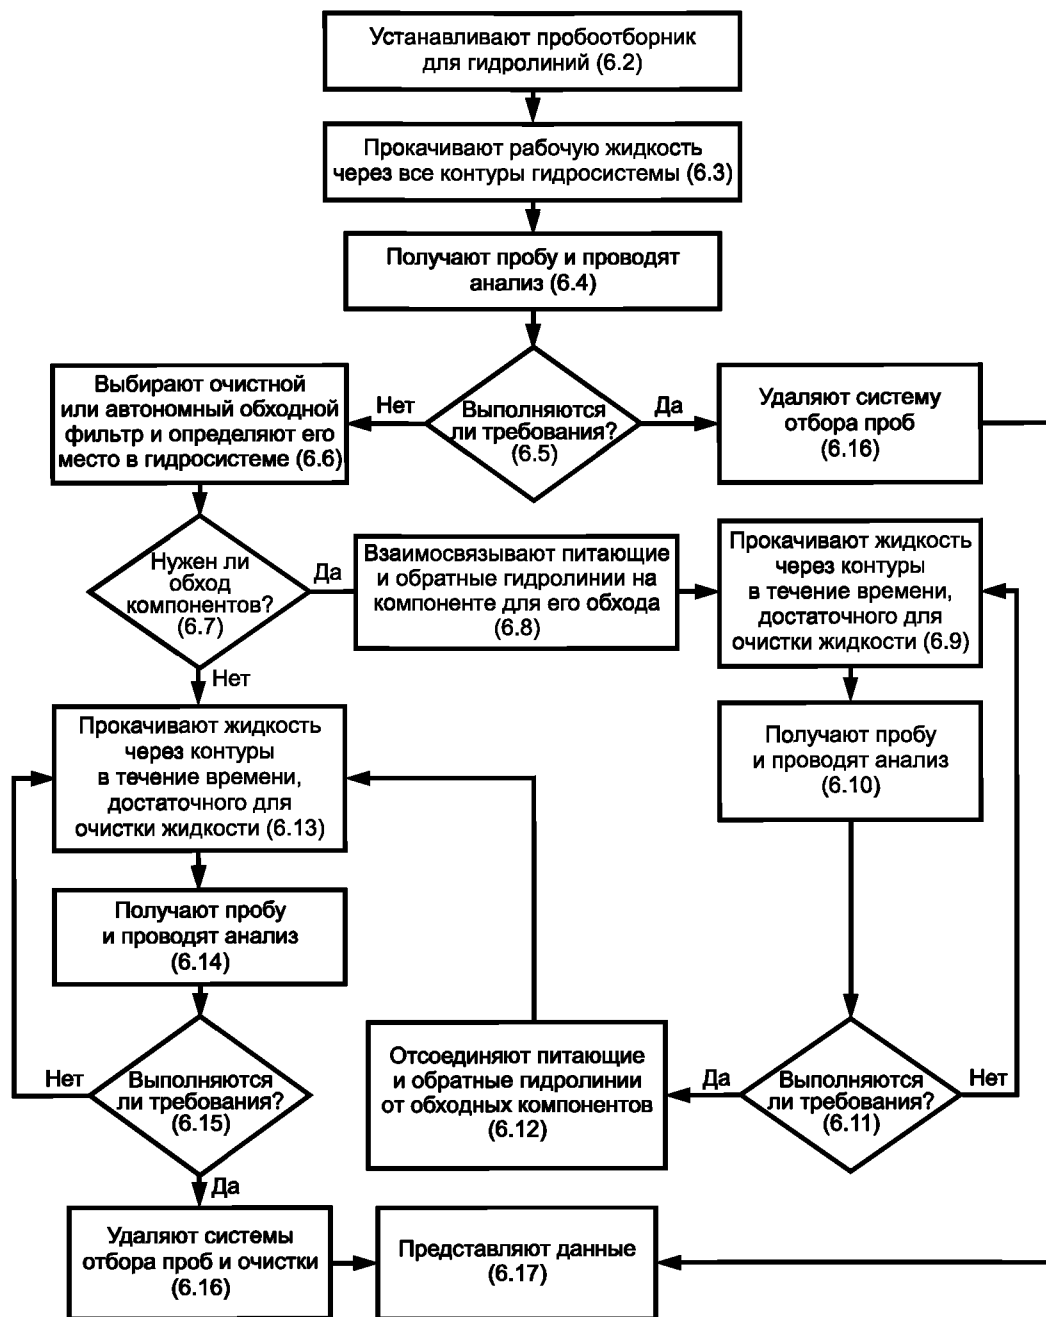 Устанавливают пробоотборник
для гидролиний (6.2)
Прокачивают рабочую жидкость
через все контуры гидросистемы (6.3)
Получают пробу и проводят
анализ (6.4)
Выбирают очистной
или автономный обходной
фильтр и определяют его
место в гидросистеме (6.6)
Нет
Выполняются
ли требования?
(6.5)
Да
Удаляют систему
отбора проб
(6.16)
Нужен ли
обход
компонентов?
(6.7)
Да
Взаимосвязывают питающие
и обратные гидролинии на
компоненте для его обхода
(6.8)
Прокачивают жидкость
через контуры
в течение времени,
достаточного для
очистки жидкости (6.9)
Нет
Прокачивают жидкость
через контуры
в течение времени,
достаточного для
очистки жидкости (6.13)
Получают пробу
и проводят анализ
(6.10)
Получают пробу
и проводят анализ
(6.14)
Нет
Выполняются
ли требования?
(6.15)
Отсоединяют питающие
и обратные гидролинии
от обходных компонентов
(6.12)
Да
Выполняются
ли требования?
(6.11)
Нет
Да
Удаляют системы
отбора проб и очистки
(6.16)
Представляют данные
(6.17)